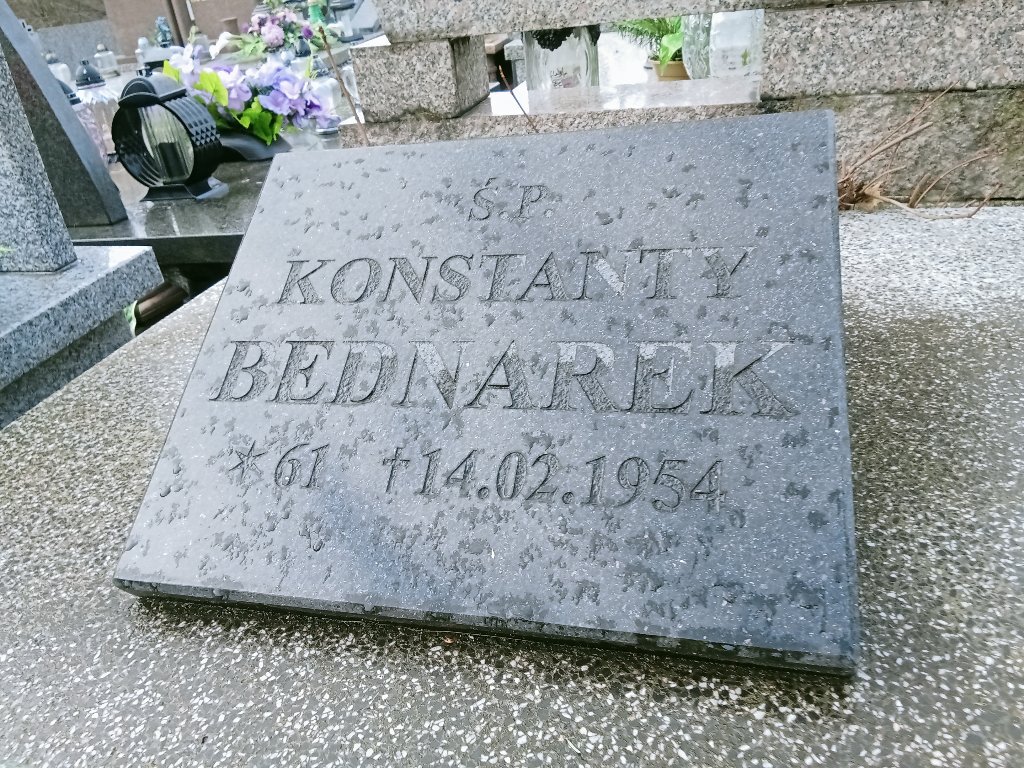 Ś.P.
KONSTANTY
BEDNAREK
*61 †14.02.1954